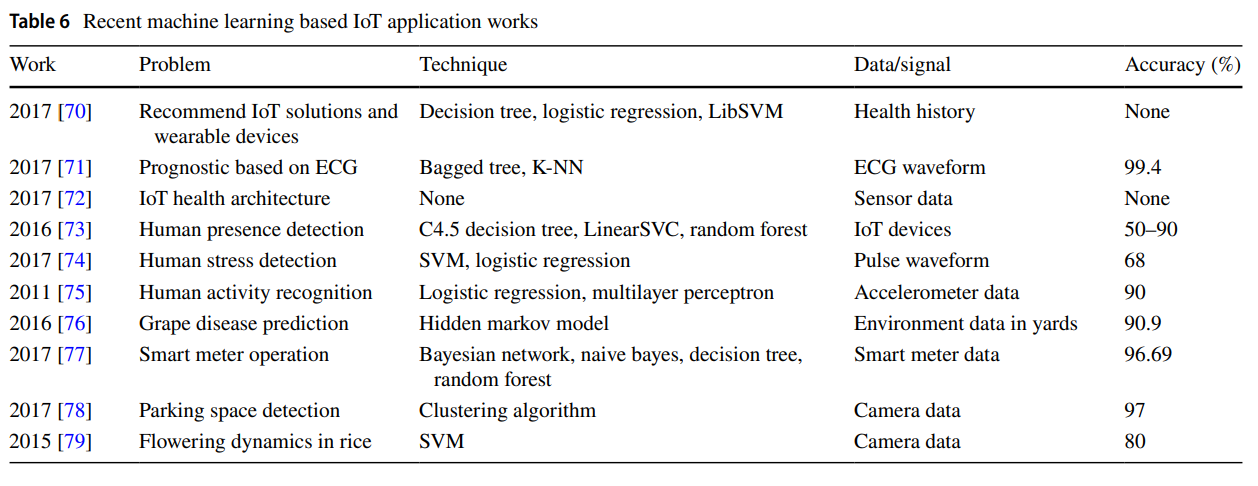 Table 6 Recent machine learning based IoT application works
Work Problem Technique Data/signal Accuracy (%)
2017 [70] Recommend IoT solutions and Decision tree, logistic regression, LibSVM Health history None
wearable devices
2017 [71] Prognostic based on ECG Bagged tree, K-NN ECG waveform 99.4
2017 [72] IoT health architecture None Sensor data None
2016 [73] Human presence detection C4.5 decision tree, LinearSVC, random forest IoT devices 50–90
2017 [74] Human stress detection SVM, logistic regression Pulse waveform 68
2011 [75] Human activity recognition Logistic regression, multilayer perceptron Accelerometer data 90
2016 [76] Grape disease prediction Hidden markov model Environment data in yards 90.9
2017 [77] Smart meter operation Bayesian network, naive bayes, decision tree, Smart meter data 96.69
random forest
2017 [78] Parking space detection Clustering algorithm Camera data 97
2015 [79] Flowering dynamics in rice SVM Camera data 80